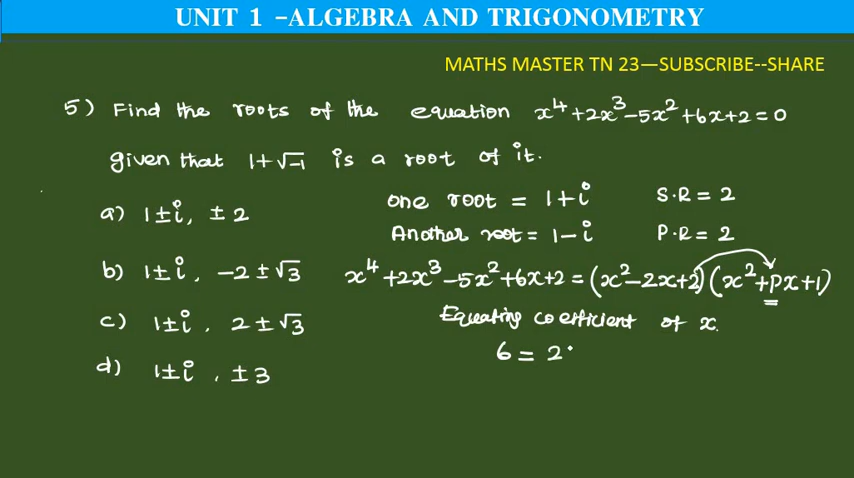 UNIT 1 –ALGEBRA AND TRIGONOMETRY
MATHS MASTER TN 23—SUBSCRIBE--SHARE
5) Find the roots of the equation x⁴+2x³-5x²+6x+2=0
given that 1+√-1 is a root of it.
a) 1±i, ±2
b) 1±i, -2±√3
c) 1±i, 2±√3
d) 1±i, ±3
one root = 1+i S.R = 2
Another root = 1-i P.R = 2
x⁴+2x³-5x²+6x+2 = (x²-2x+2)(x²+px+1)
Equating coefficient of x.
6 = 2